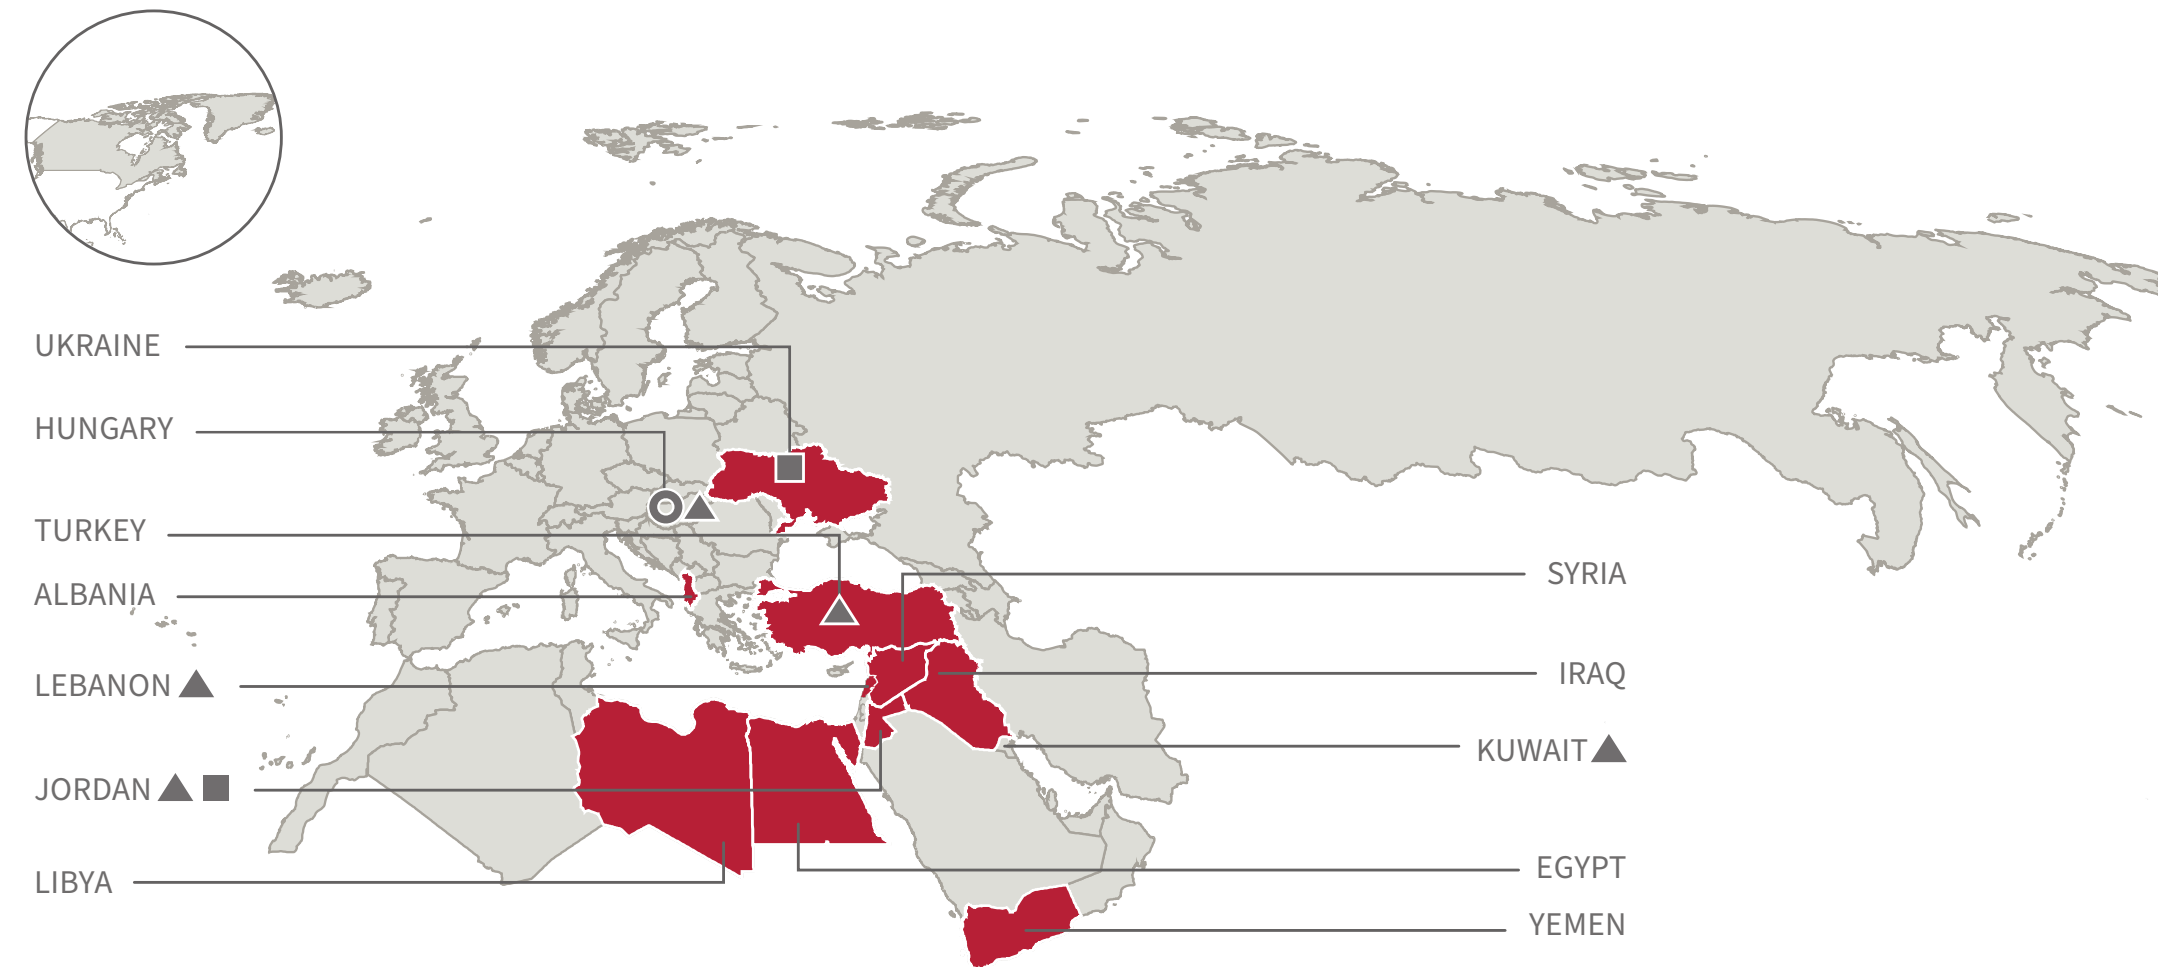 UKRAINE
HUNGARY
TURKEY
ALBANIA
LEBANON
JORDAN
LIBYA
SYRIA
IRAQ
KUWAIT
EGYPT
YEMEN